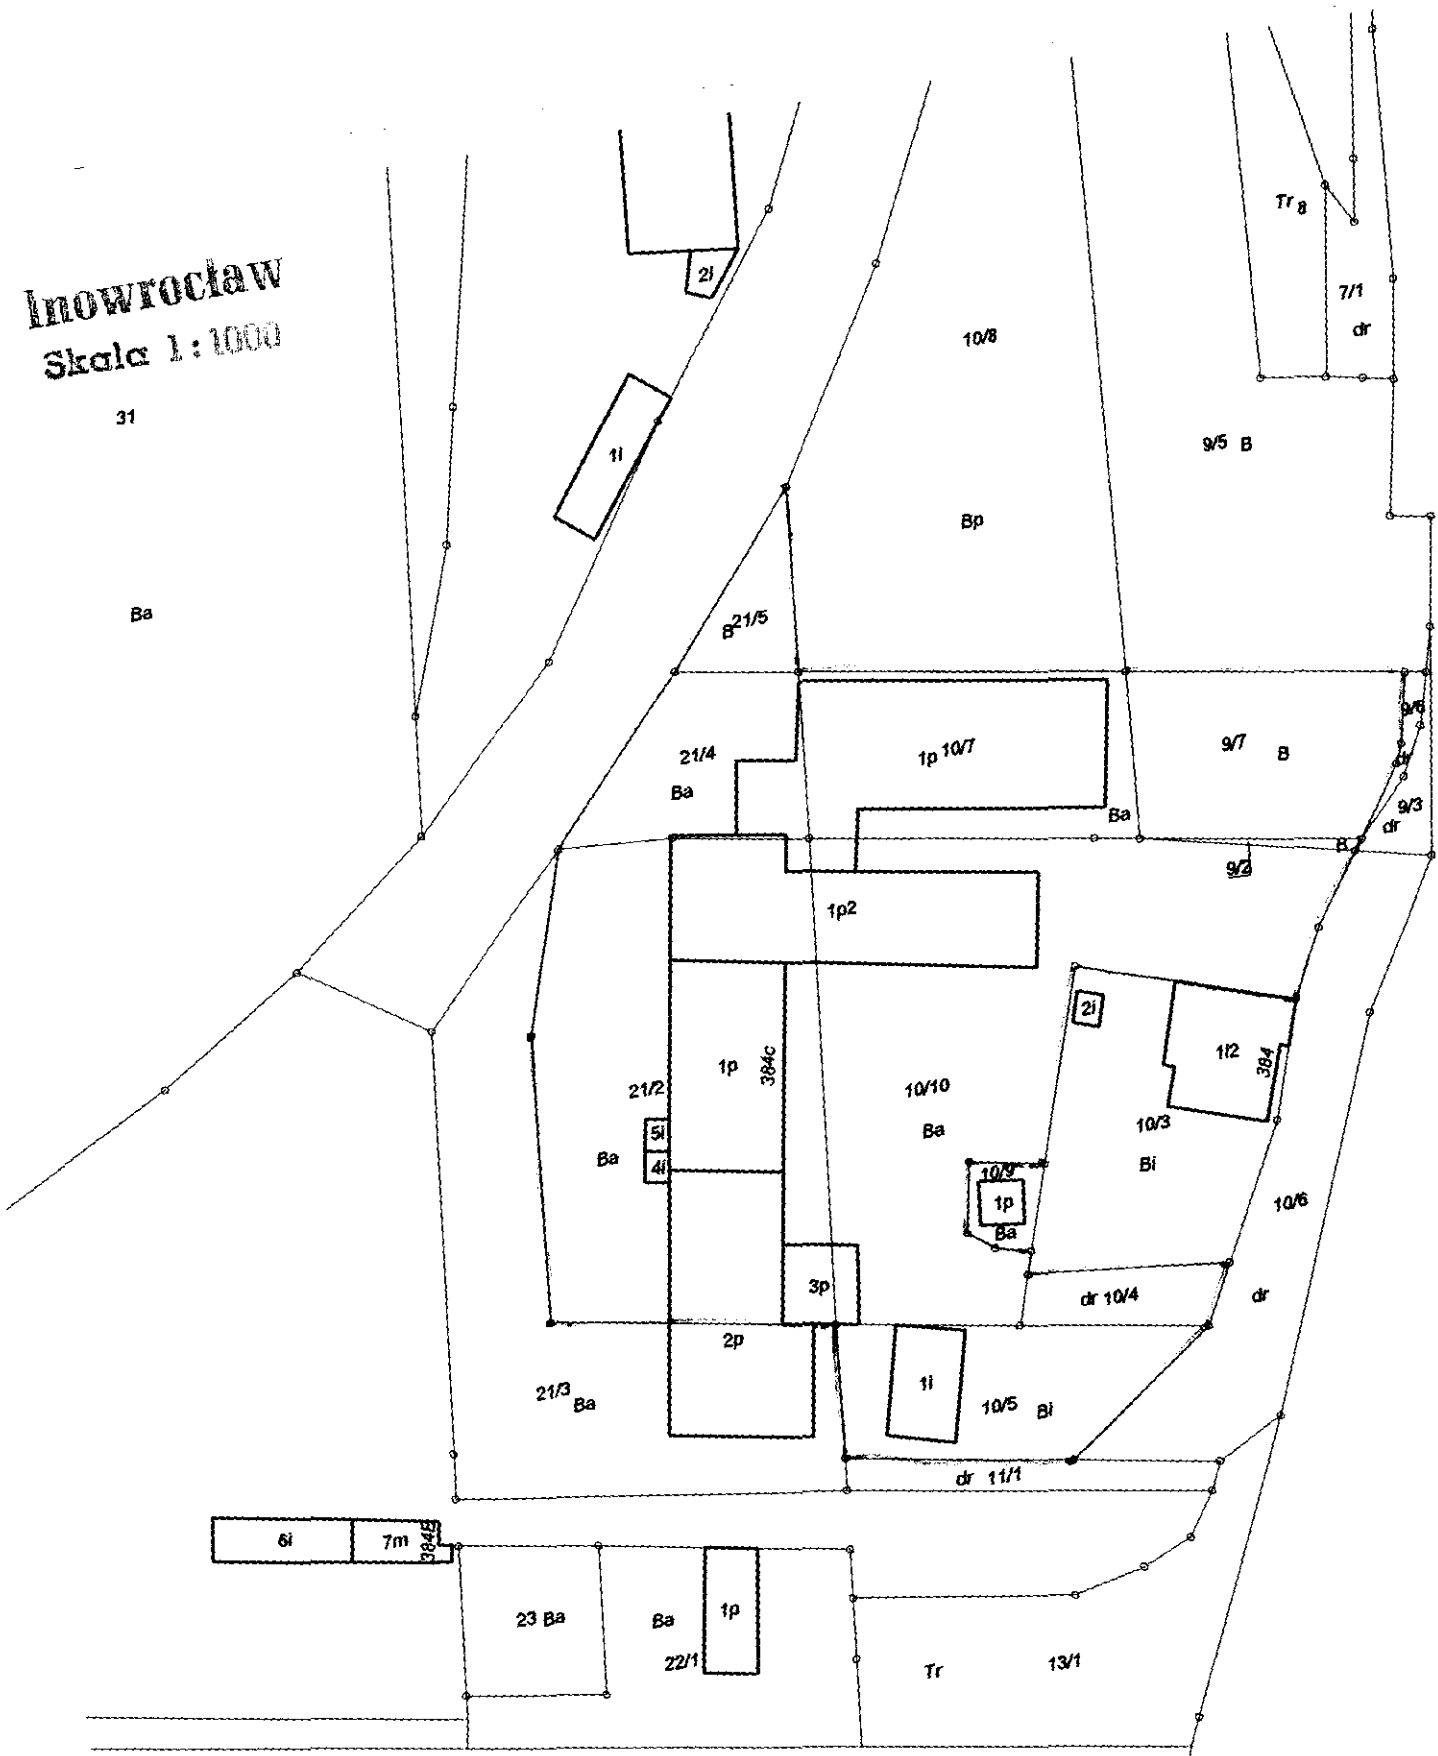 Inowrocław
Skala 1:1000
31
Ba
2i
1i
Tr 8
7/1
dr
10/8
9/5 B
Bp
B 21/5
21/4
Ba
1p 10/7
9/7 B
9/6
dr
9/3
dr
Ba
B
9/2
1p2
2i
1i2
384
1p
384c
21/2
Ba
5i
4i
10/10
Ba
10/3
Bi
10/9
1p
Ba
10/6
dr
3p
dr 10/4
2p
21/3 Ba
1i
10/5 Bi
dr 11/1
6i
7m
384E
23 Ba
Ba
22/1
1p
Tr
13/1